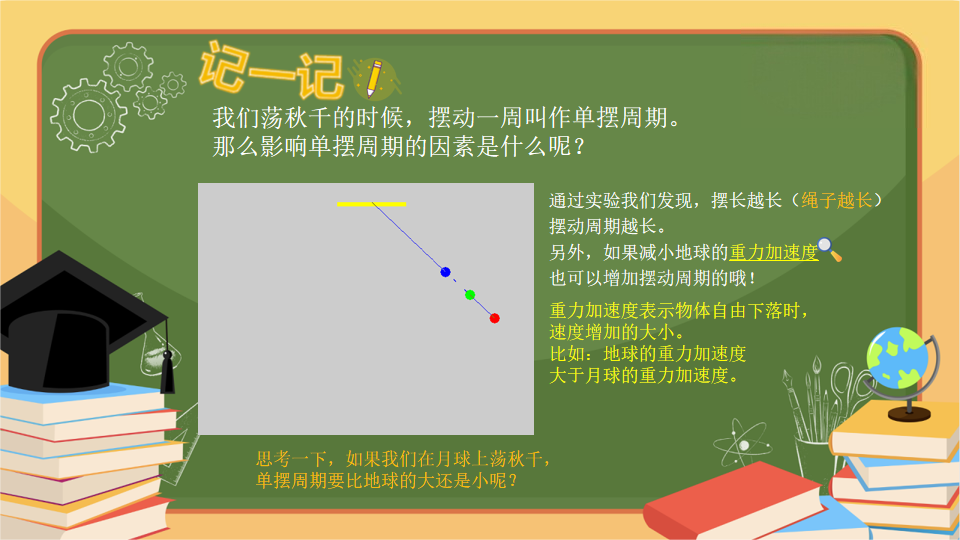 记一记
我们荡秋千的时候，摆动一周叫作单摆周期。
那么影响单摆周期的因素是什么呢？
通过实验我们发现，摆长越长（绳子越长）
摆动周期越长。
另外，如果减小地球的重力加速度
也可以增加摆动周期的哦！
重力加速度表示物体自由下落时，
速度增加的大小。
比如：地球的重力加速度
大于月球的重力加速度。
思考一下，如果我们在月球上荡秋千，
单摆周期要比地球的大还是小呢？